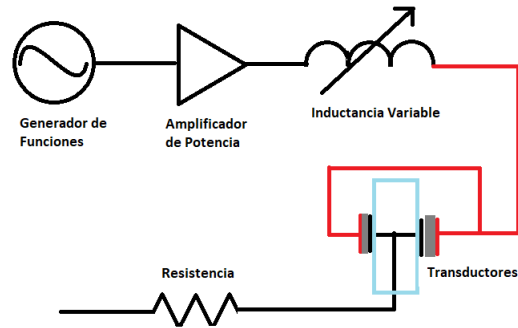 Generador de
Funciones
Amplificador
de Potencia
Inductancia Variable
Transductores
Resistencia